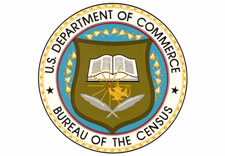 U.S. DEPARTMENT OF COMMERCE
BUREAU OF THE CENSUS